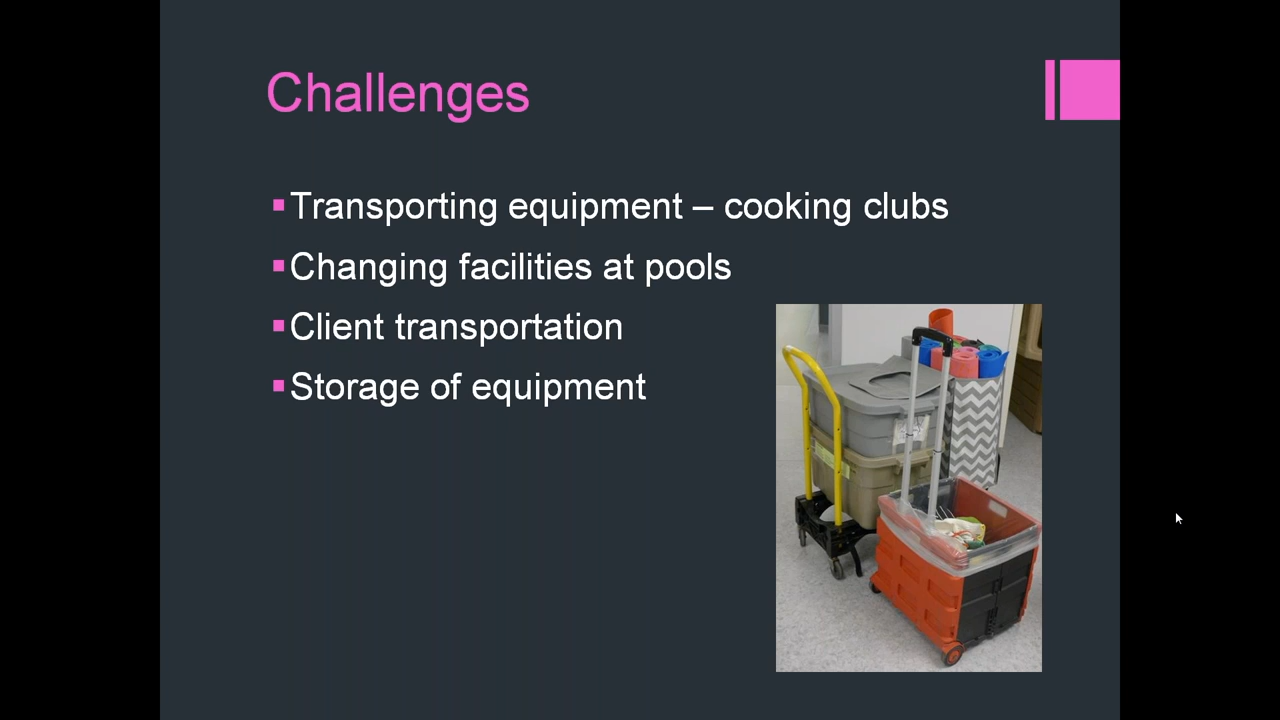 Challenges
Transporting equipment – cooking clubs
Changing facilities at pools
Client transportation
Storage of equipment